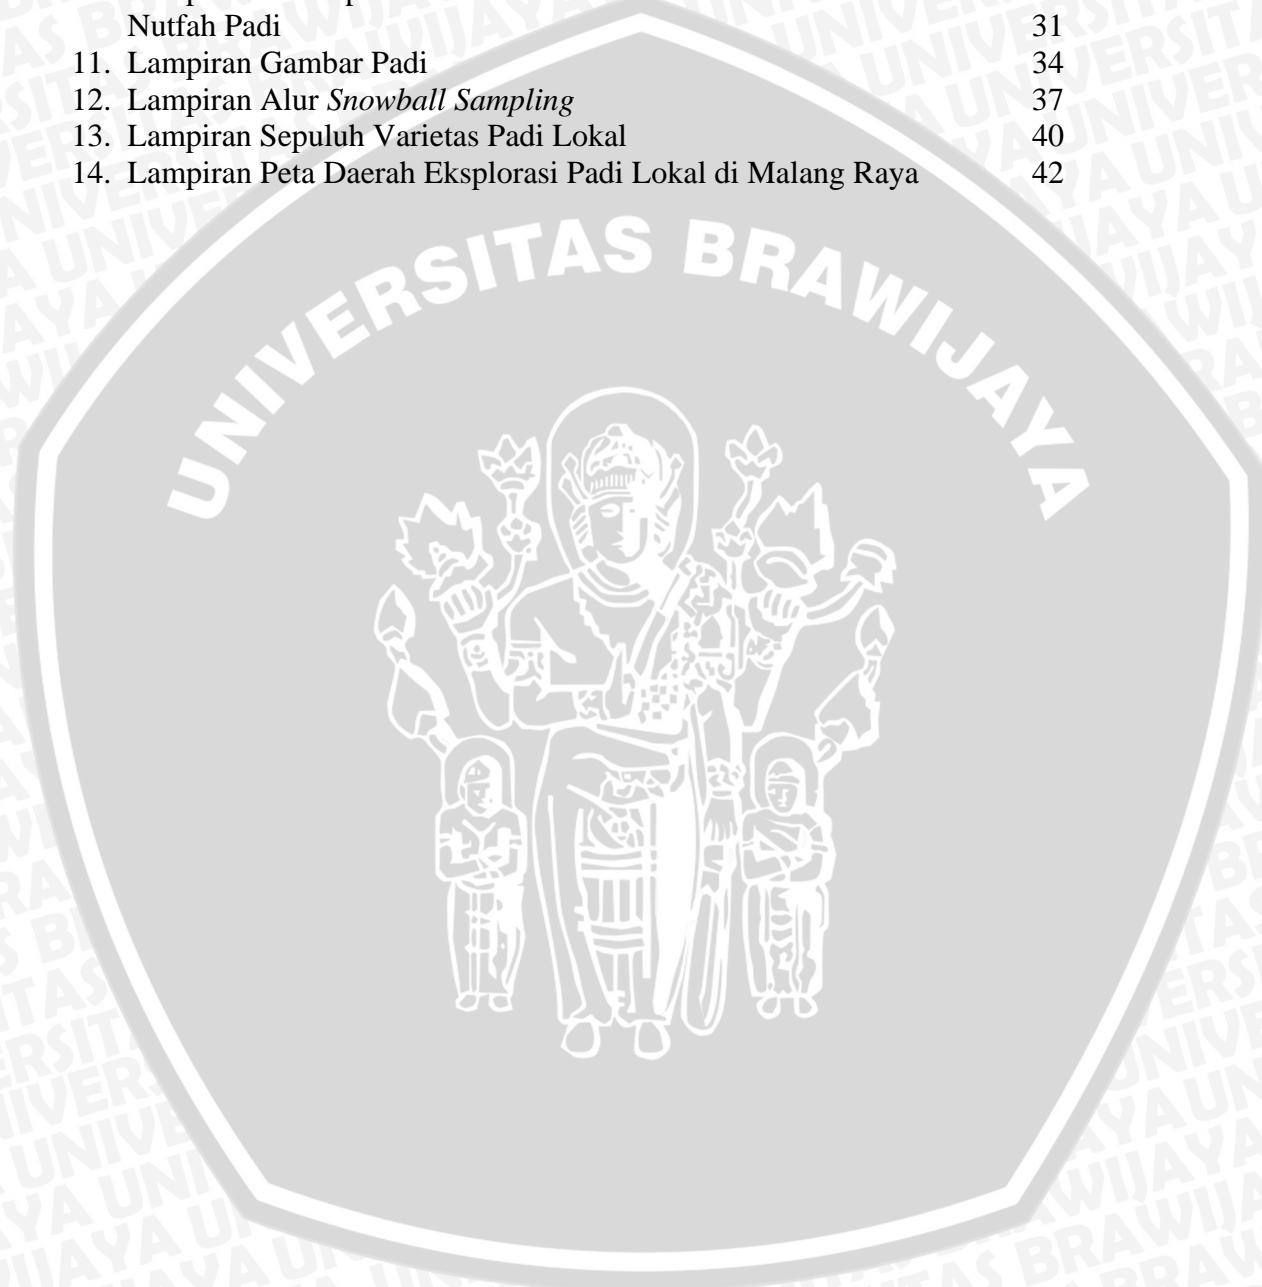 Nutfah Padi 31
11. Lampiran Gambar Padi 34
12. Lampiran Alur Snowball Sampling 37
13. Lampiran Sepuluh Varietas Padi Lokal 40
14. Lampiran Peta Daerah Eksplorasi Padi Lokal di Malang Raya 42
UNIVERSITAS BRAWIJAYA